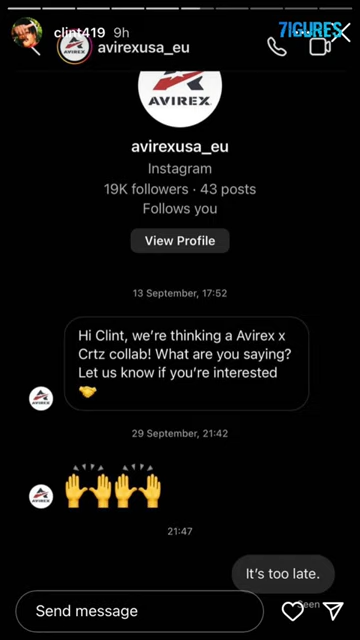 clint419 9h
7IGURES
avirexusa_eu
AVIREX
avirexusa_eu
Instagram
19K followers · 43 posts
Follows you
View Profile
13 September, 17:52
Hi Clint, we’re thinking a Avirex x
Crtz collab! What are you saying?
Let us know if you’re interested
🤝
29 September, 21:42
🙌🙌
21:47
It’s too late.
Seen
Send message